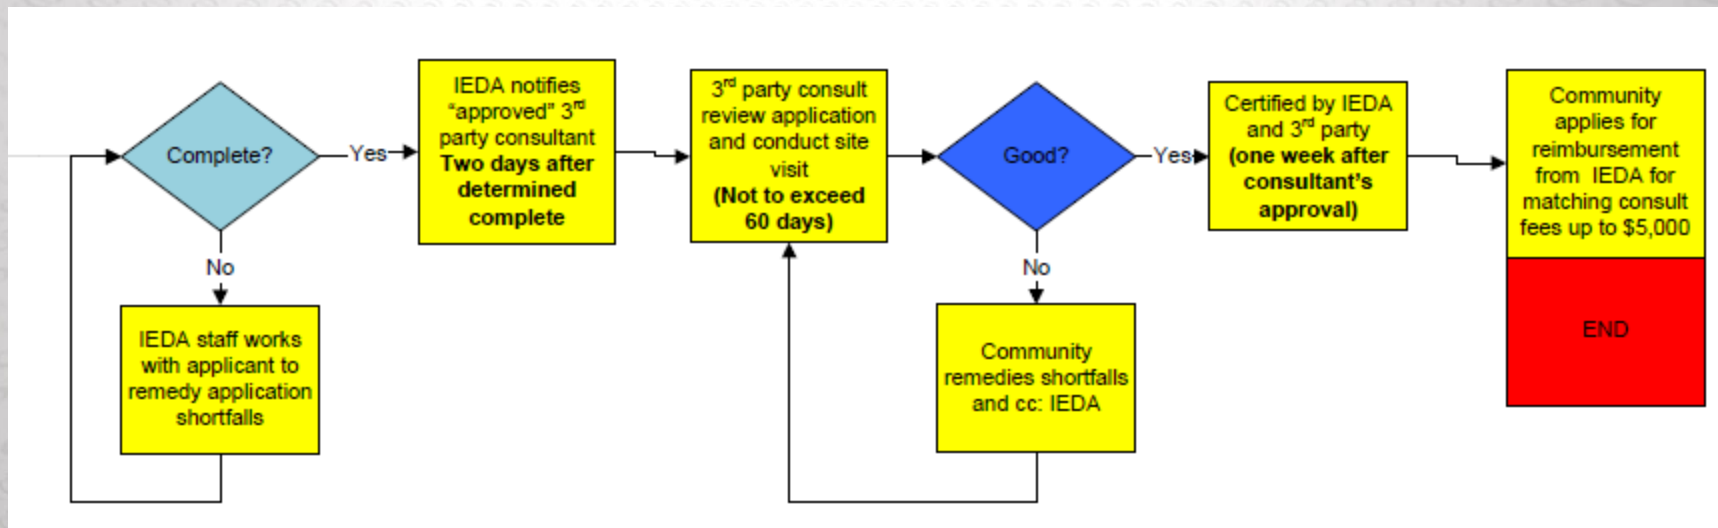 Complete?
Yes
No
IEDA staff works
with applicant to
remedy application
shortfalls
IEDA notifies
“approved” 3rd
party consultant
Two days after
determined
complete
3rd party consult
review application
and conduct site
visit
(Not to exceed
60 days)
Good?
Yes
No
Community
remedies shortfalls
and cc: IEDA
Certified by IEDA
and 3rd party
(one week after
consultant’s
approval)
Community
applies for
reimbursement
from IEDA for
matching consult
fees up to $5,000
END